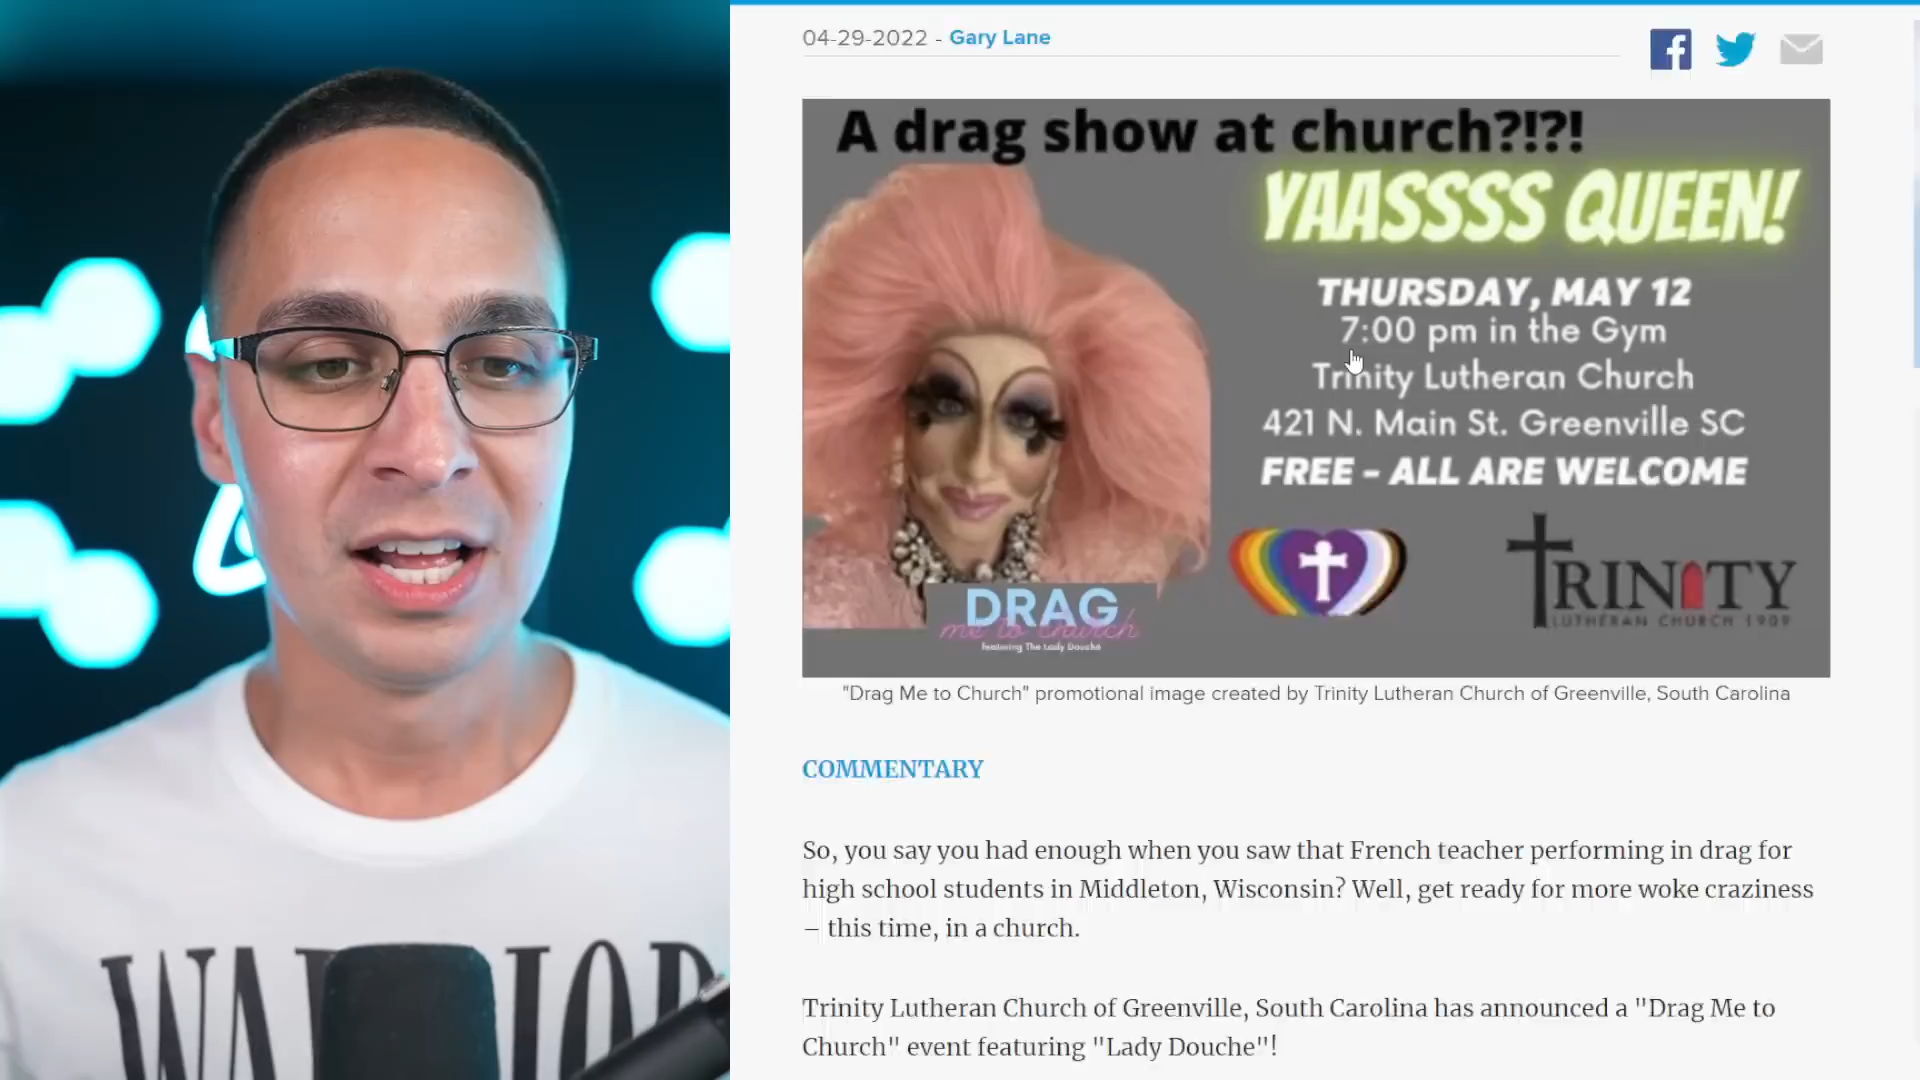 04-29-2022 - Gary Lane
A drag show at church?!?!
YAASSSS QUEEN!
THURSDAY, MAY 12
7:00 pm in the Gym
Trinity Lutheran Church
421 N. Main St. Greenville SC
FREE - ALL ARE WELCOME
DRAG
me to church
featuring The Lady Douche
TRINITY
LUTHERAN CHURCH 1909
"Drag Me to Church" promotional image created by Trinity Lutheran Church of Greenville, South Carolina
COMMENTARY
So, you say you had enough when you saw that French teacher performing in drag for
high school students in Middleton, Wisconsin? Well, get ready for more woke craziness
– this time, in a church.
Trinity Lutheran Church of Greenville, South Carolina has announced a "Drag Me to
Church" event featuring "Lady Douche"!